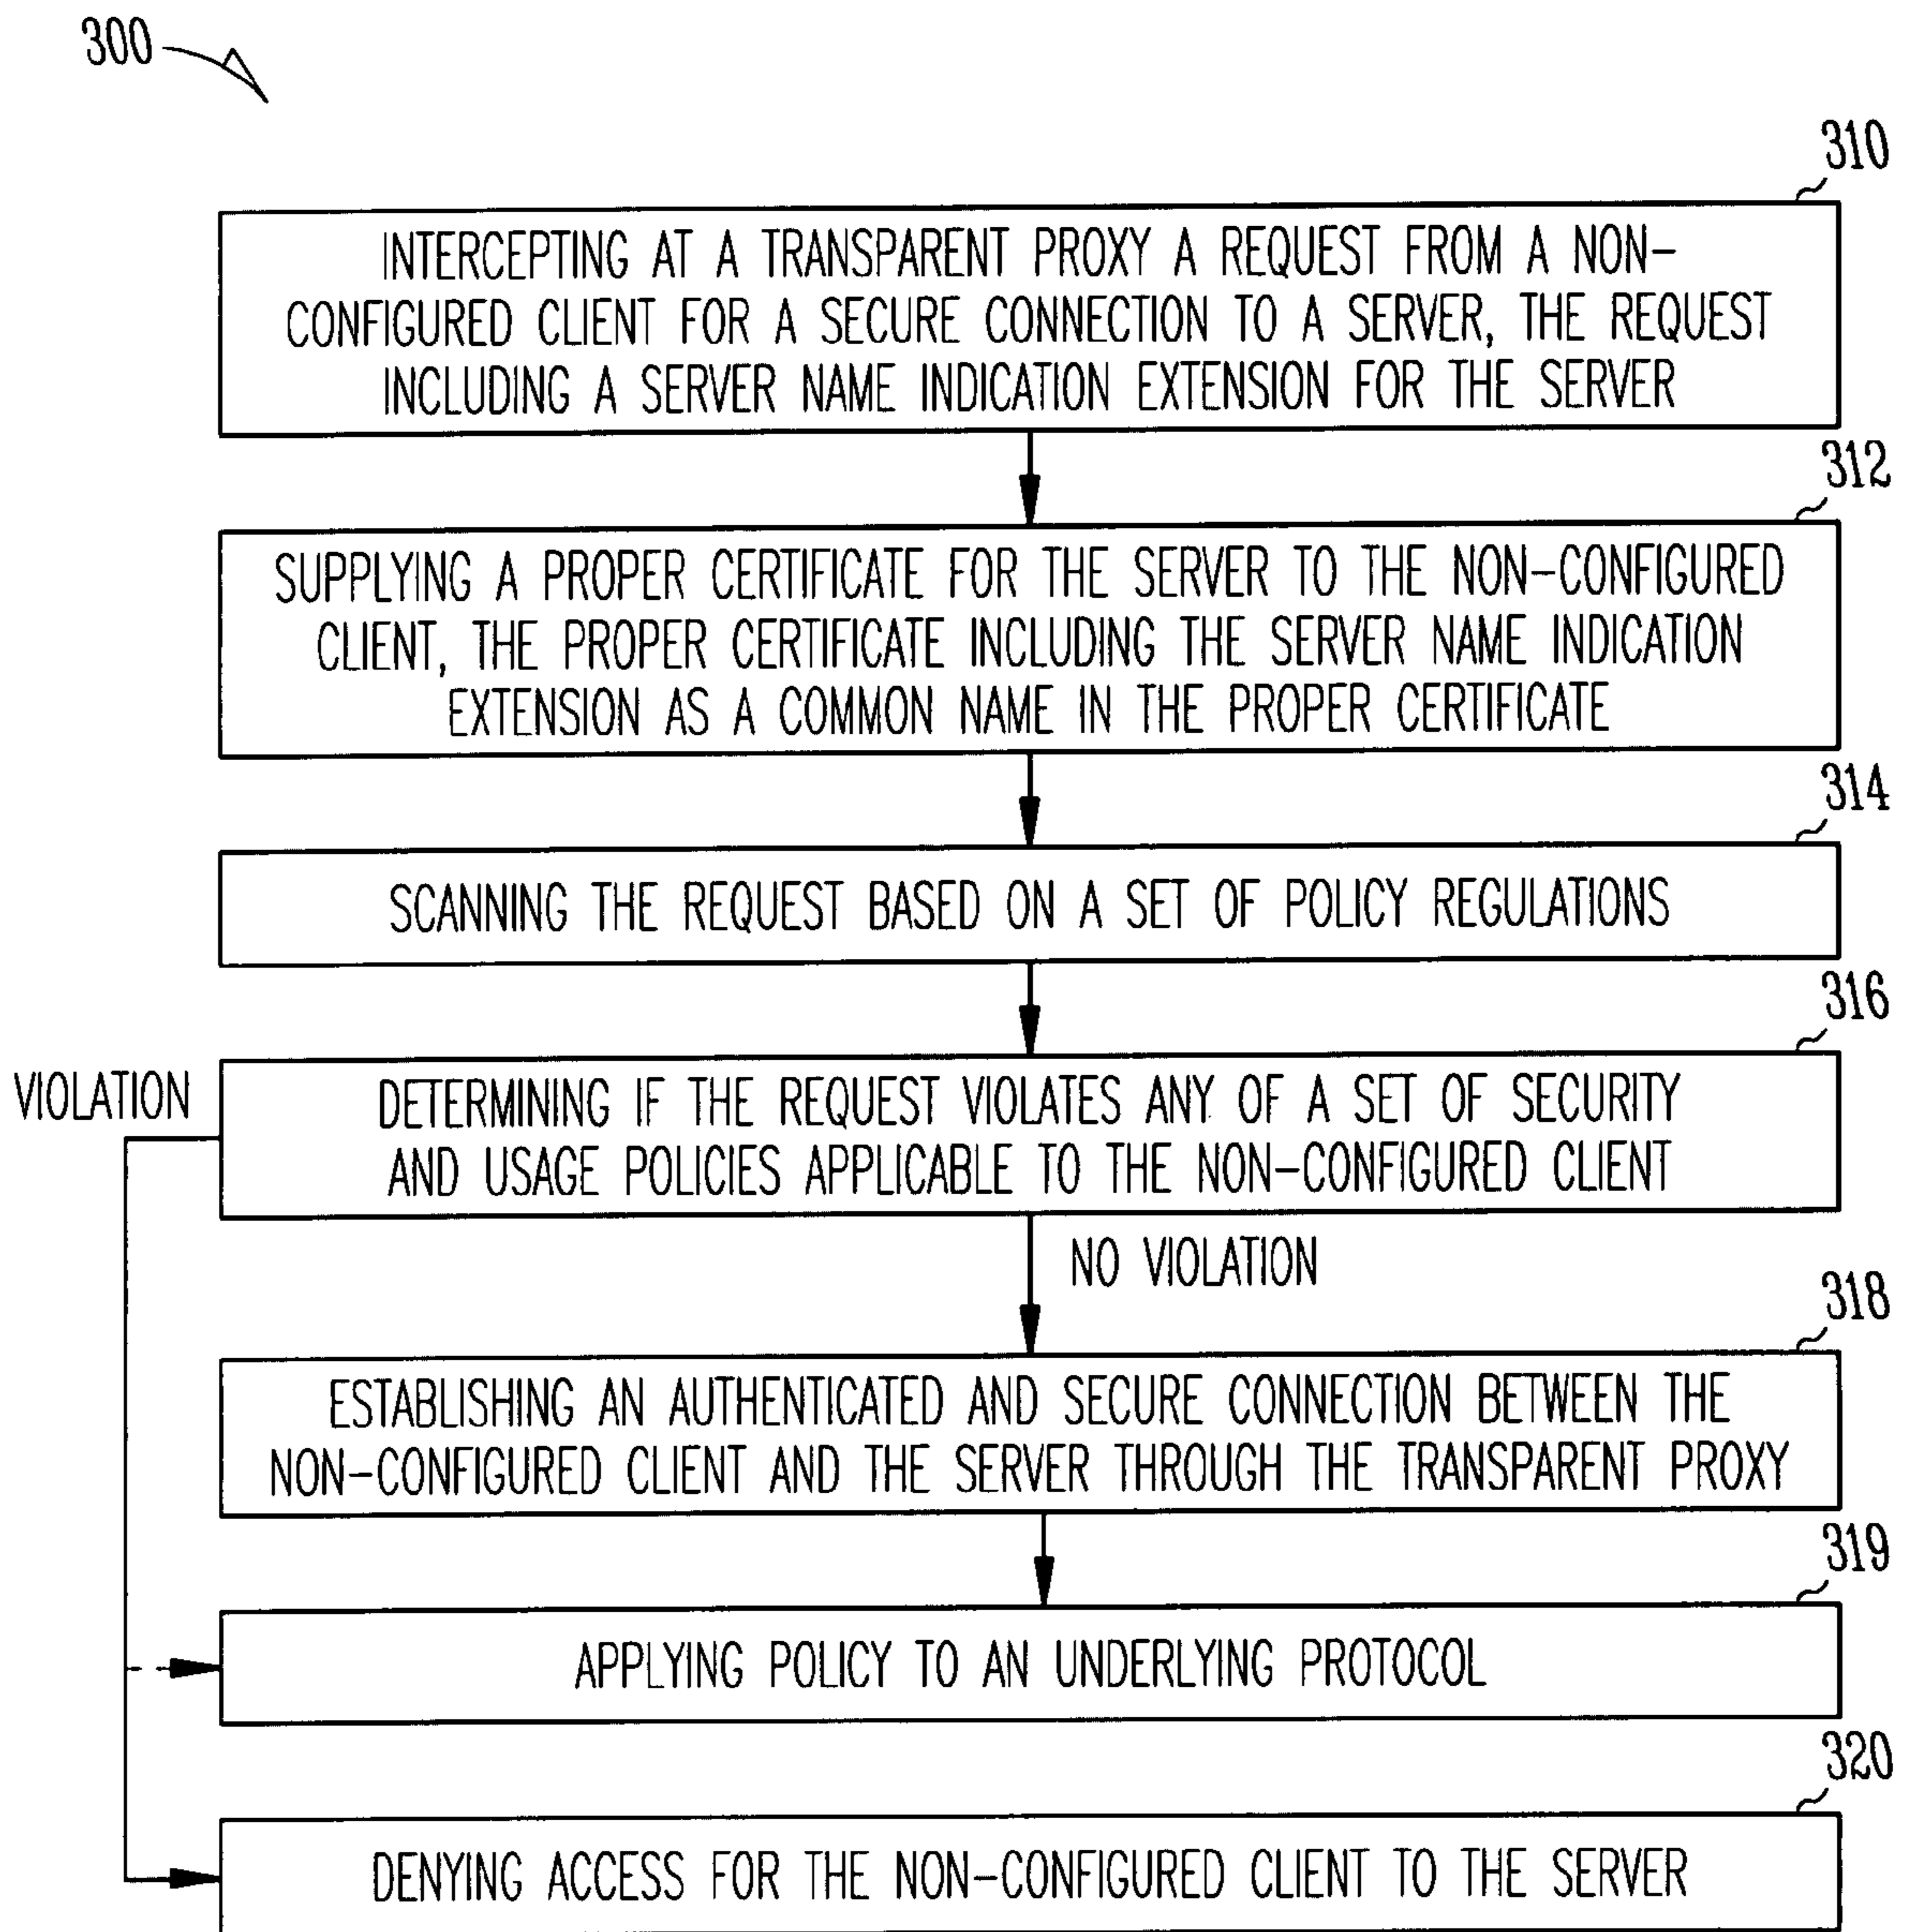 300
310
INTERCEPTING AT A TRANSPARENT PROXY A REQUEST FROM A NON-
CONFIGURED CLIENT FOR A SECURE CONNECTION TO A SERVER, THE REQUEST
INCLUDING A SERVER NAME INDICATION EXTENSION FOR THE SERVER
312
SUPPLYING A PROPER CERTIFICATE FOR THE SERVER TO THE NON-CONFIGURED
CLIENT, THE PROPER CERTIFICATE INCLUDING THE SERVER NAME INDICATION
EXTENSION AS A COMMON NAME IN THE PROPER CERTIFICATE
314
SCANNING THE REQUEST BASED ON A SET OF POLICY REGULATIONS
316
VIOLATION
DETERMINING IF THE REQUEST VIOLATES ANY OF A SET OF SECURITY
AND USAGE POLICIES APPLICABLE TO THE NON-CONFIGURED CLIENT
NO VIOLATION
318
ESTABLISHING AN AUTHENTICATED AND SECURE CONNECTION BETWEEN THE
NON-CONFIGURED CLIENT AND THE SERVER THROUGH THE TRANSPARENT PROXY
319
APPLYING POLICY TO AN UNDERLYING PROTOCOL
320
DENYING ACCESS FOR THE NON-CONFIGURED CLIENT TO THE SERVER